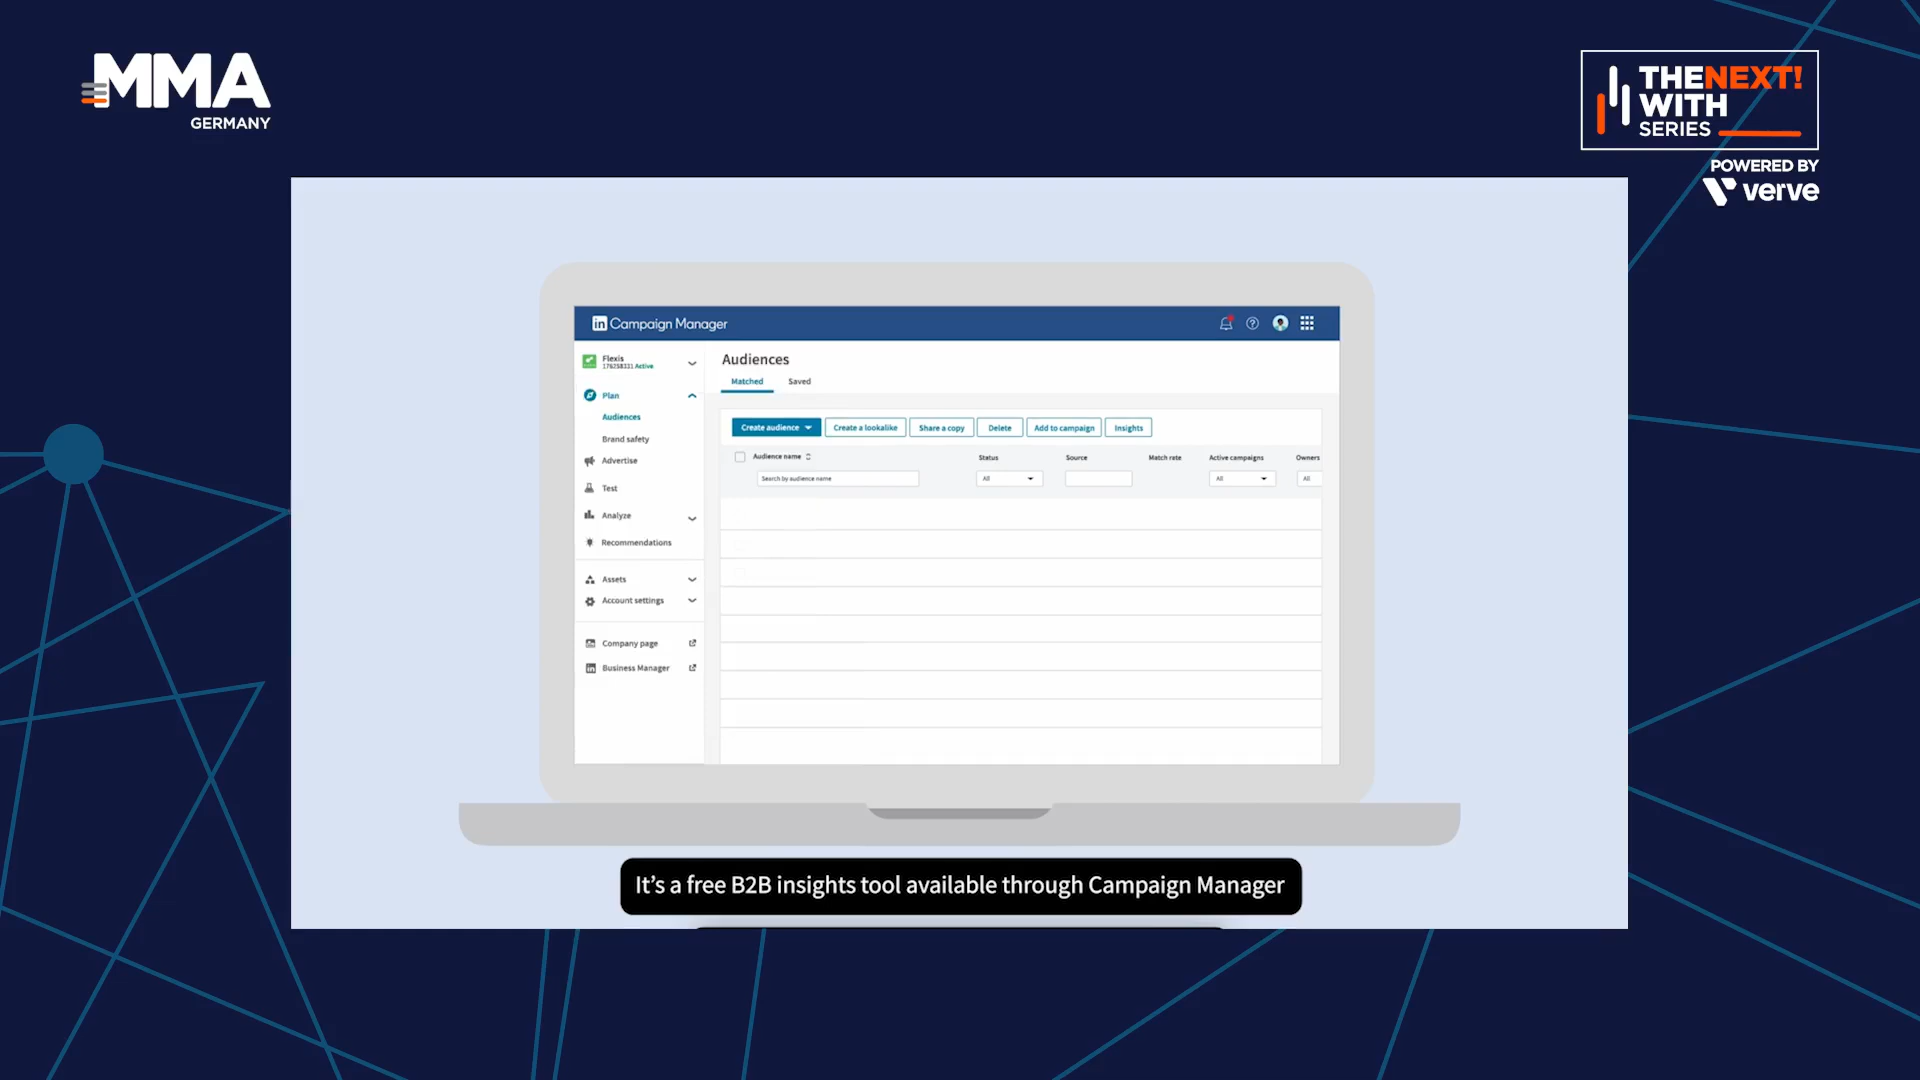 MMA
GERMANY
THENEXT!
WITH
SERIES
POWERED BY
verve
in Campaign Manager
Flexis
178258331 Active
Plan
Audiences
Brand safety
Advertise
Test
Analyze
Recommendations
Assets
Account settings
Company page
Business Manager
Audiences
Matched Saved
Create audience Create a lookalike Share a copy Delete Add to campaign Insights
Audience name Status Source Match rate Active campaigns Owners
Search by audience name All All All
It's a free B2B insights tool available through Campaign Manager